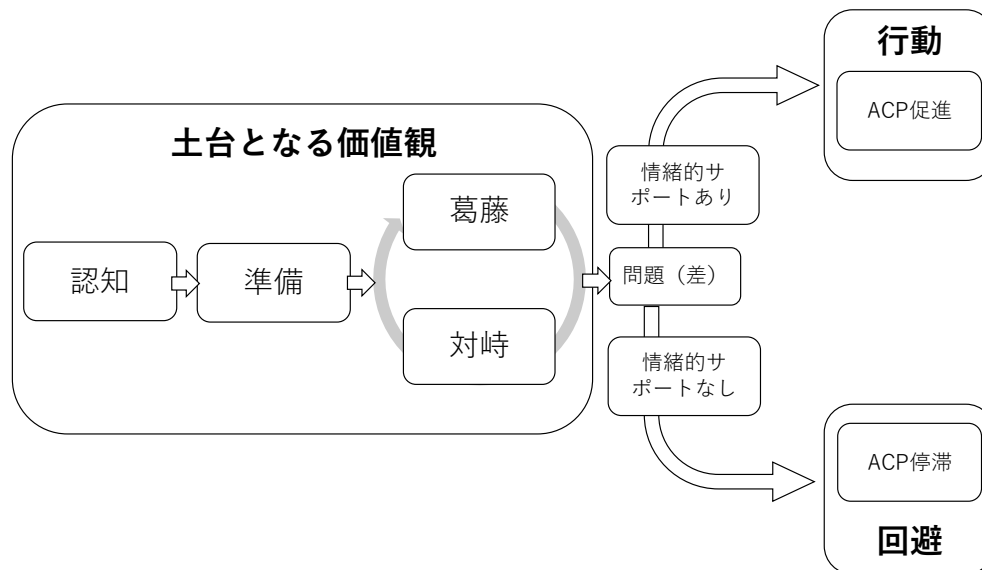 土台となる価値観
認知
準備
葛藤
対峙
問題（差）
情緒的サ
ポートあり
情緒的サ
ポートなし
行動
ACP促進
ACP停滞
回避